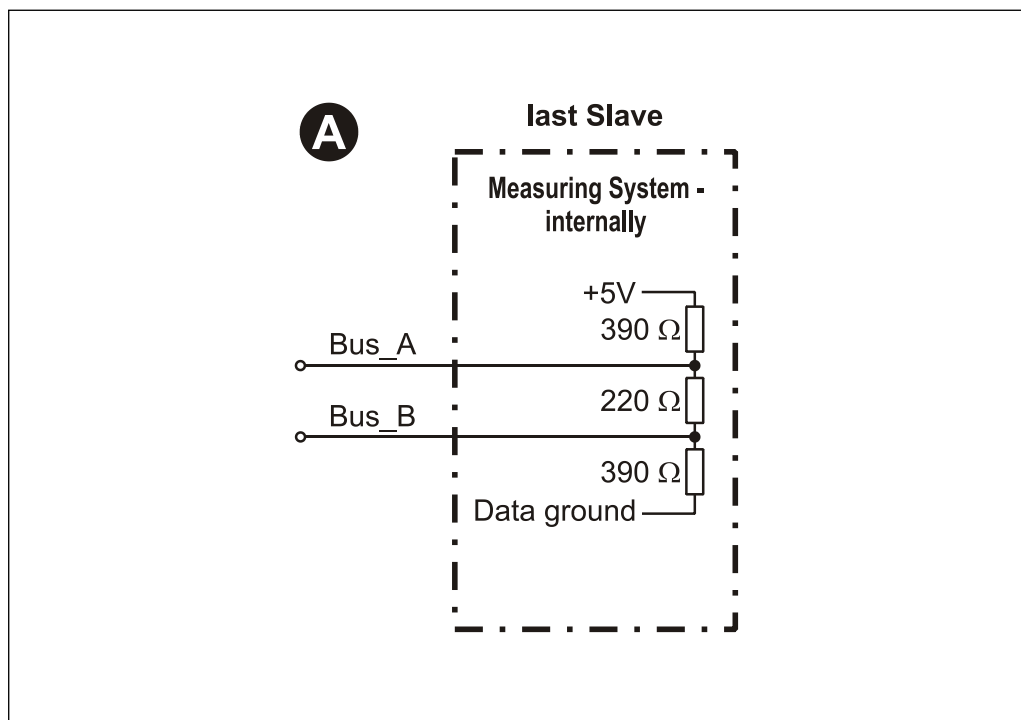 A
last Slave
Measuring System -
internally
+5V
390 Ω
Bus_A
220 Ω
Bus_B
390 Ω
Data ground